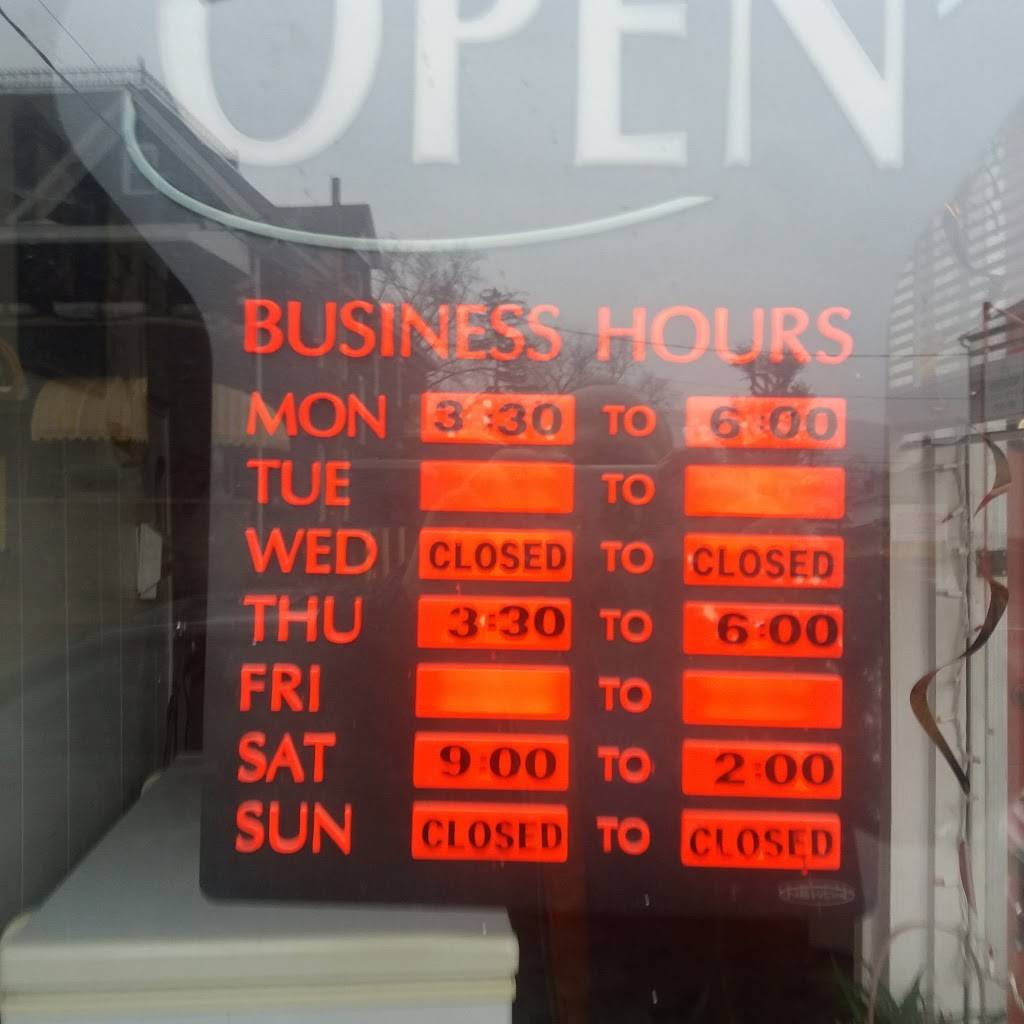 OPEN
BUSINESS HOURS
MON 3:30 TO 6:00
TUE TO
WED CLOSED TO CLOSED
THU 3:30 TO 6:00
FRI TO
SAT 9:00 TO 2:00
SUN CLOSED TO CLOSED